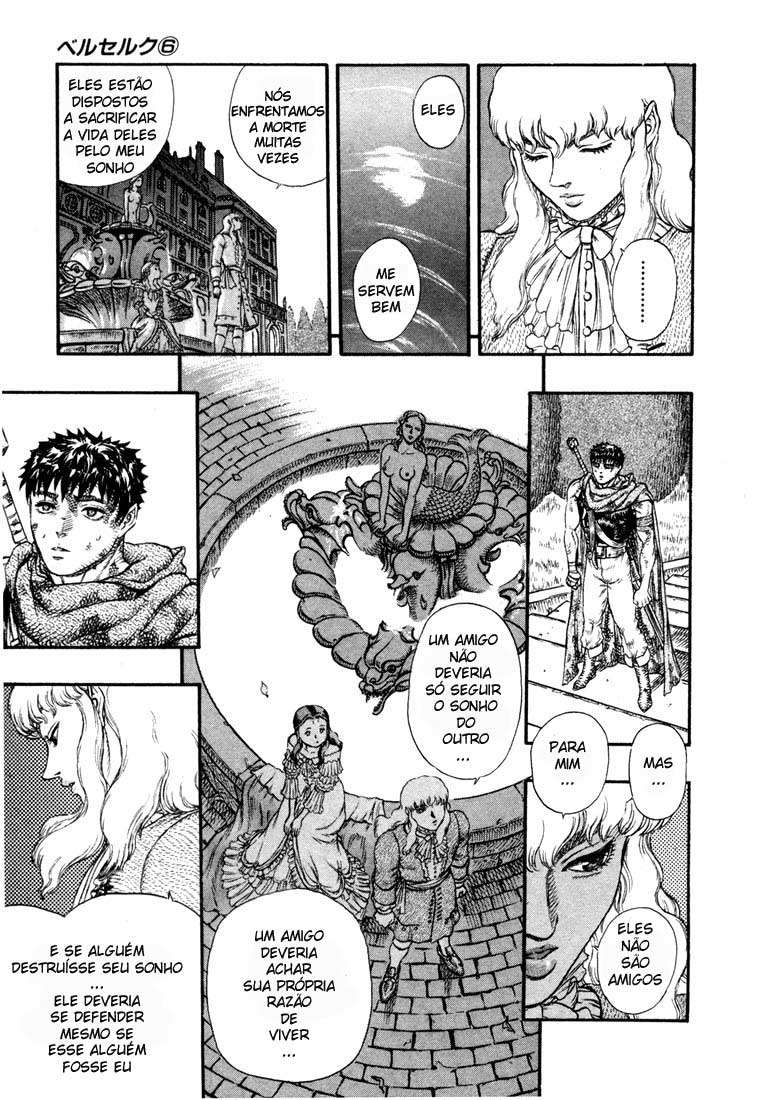 ベルセルク⑥
.........
ELES
ME
SERVEM
BEM
NÓS
ENFRENTAMOS
A MORTE
MUITAS
VEZES
ELES ESTÃO
DISPOSTOS
A SACRIFICAR
A VIDA DELES
PELO MEU
SONHO
MAS
...
PARA
MIM
...
ELES
NÃO
SÃO
AMIGOS
UM AMIGO
NÃO
DEVERIA
SÓ SEGUIR
O SONHO
DO
OUTRO
...
UM AMIGO
DEVERIA
ACHAR
SUA PRÓPRIA
RAZÃO
DE
VIVER
...
E SE ALGUÉM
DESTRUÍSSE SEU SONHO
...
ELE DEVERIA
SE DEFENDER
MESMO SE
ESSE ALGUÉM
FOSSE EU